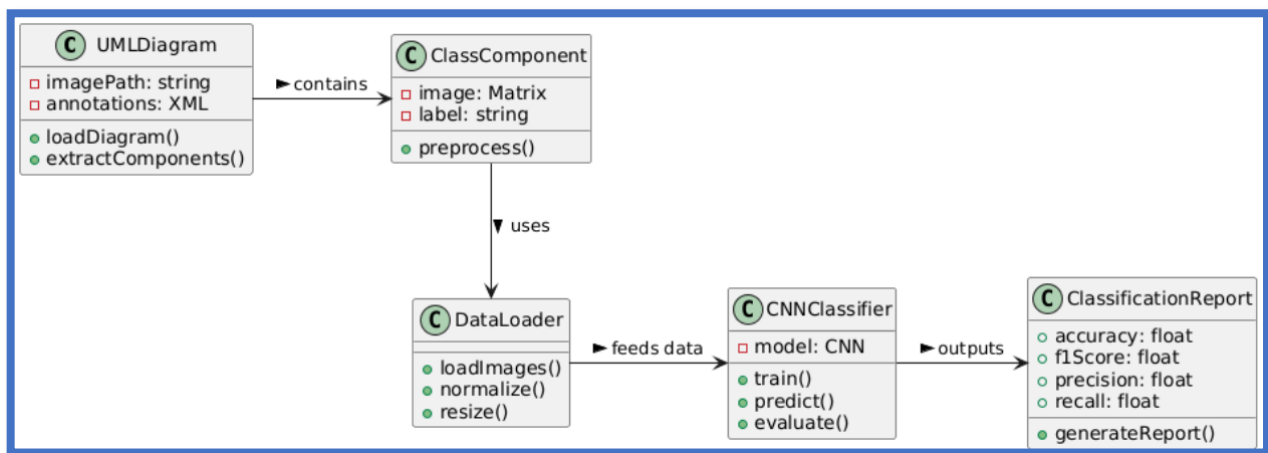 C UMLDiagram
imagePath: string
annotations: XML
loadDiagram()
extractComponents()
contains
C ClassComponent
image: Matrix
label: string
preprocess()
uses
C DataLoader
loadImages()
normalize()
resize()
feeds data
C CNNClassifier
model: CNN
train()
predict()
evaluate()
outputs
C ClassificationReport
accuracy: float
f1Score: float
precision: float
recall: float
generateReport()